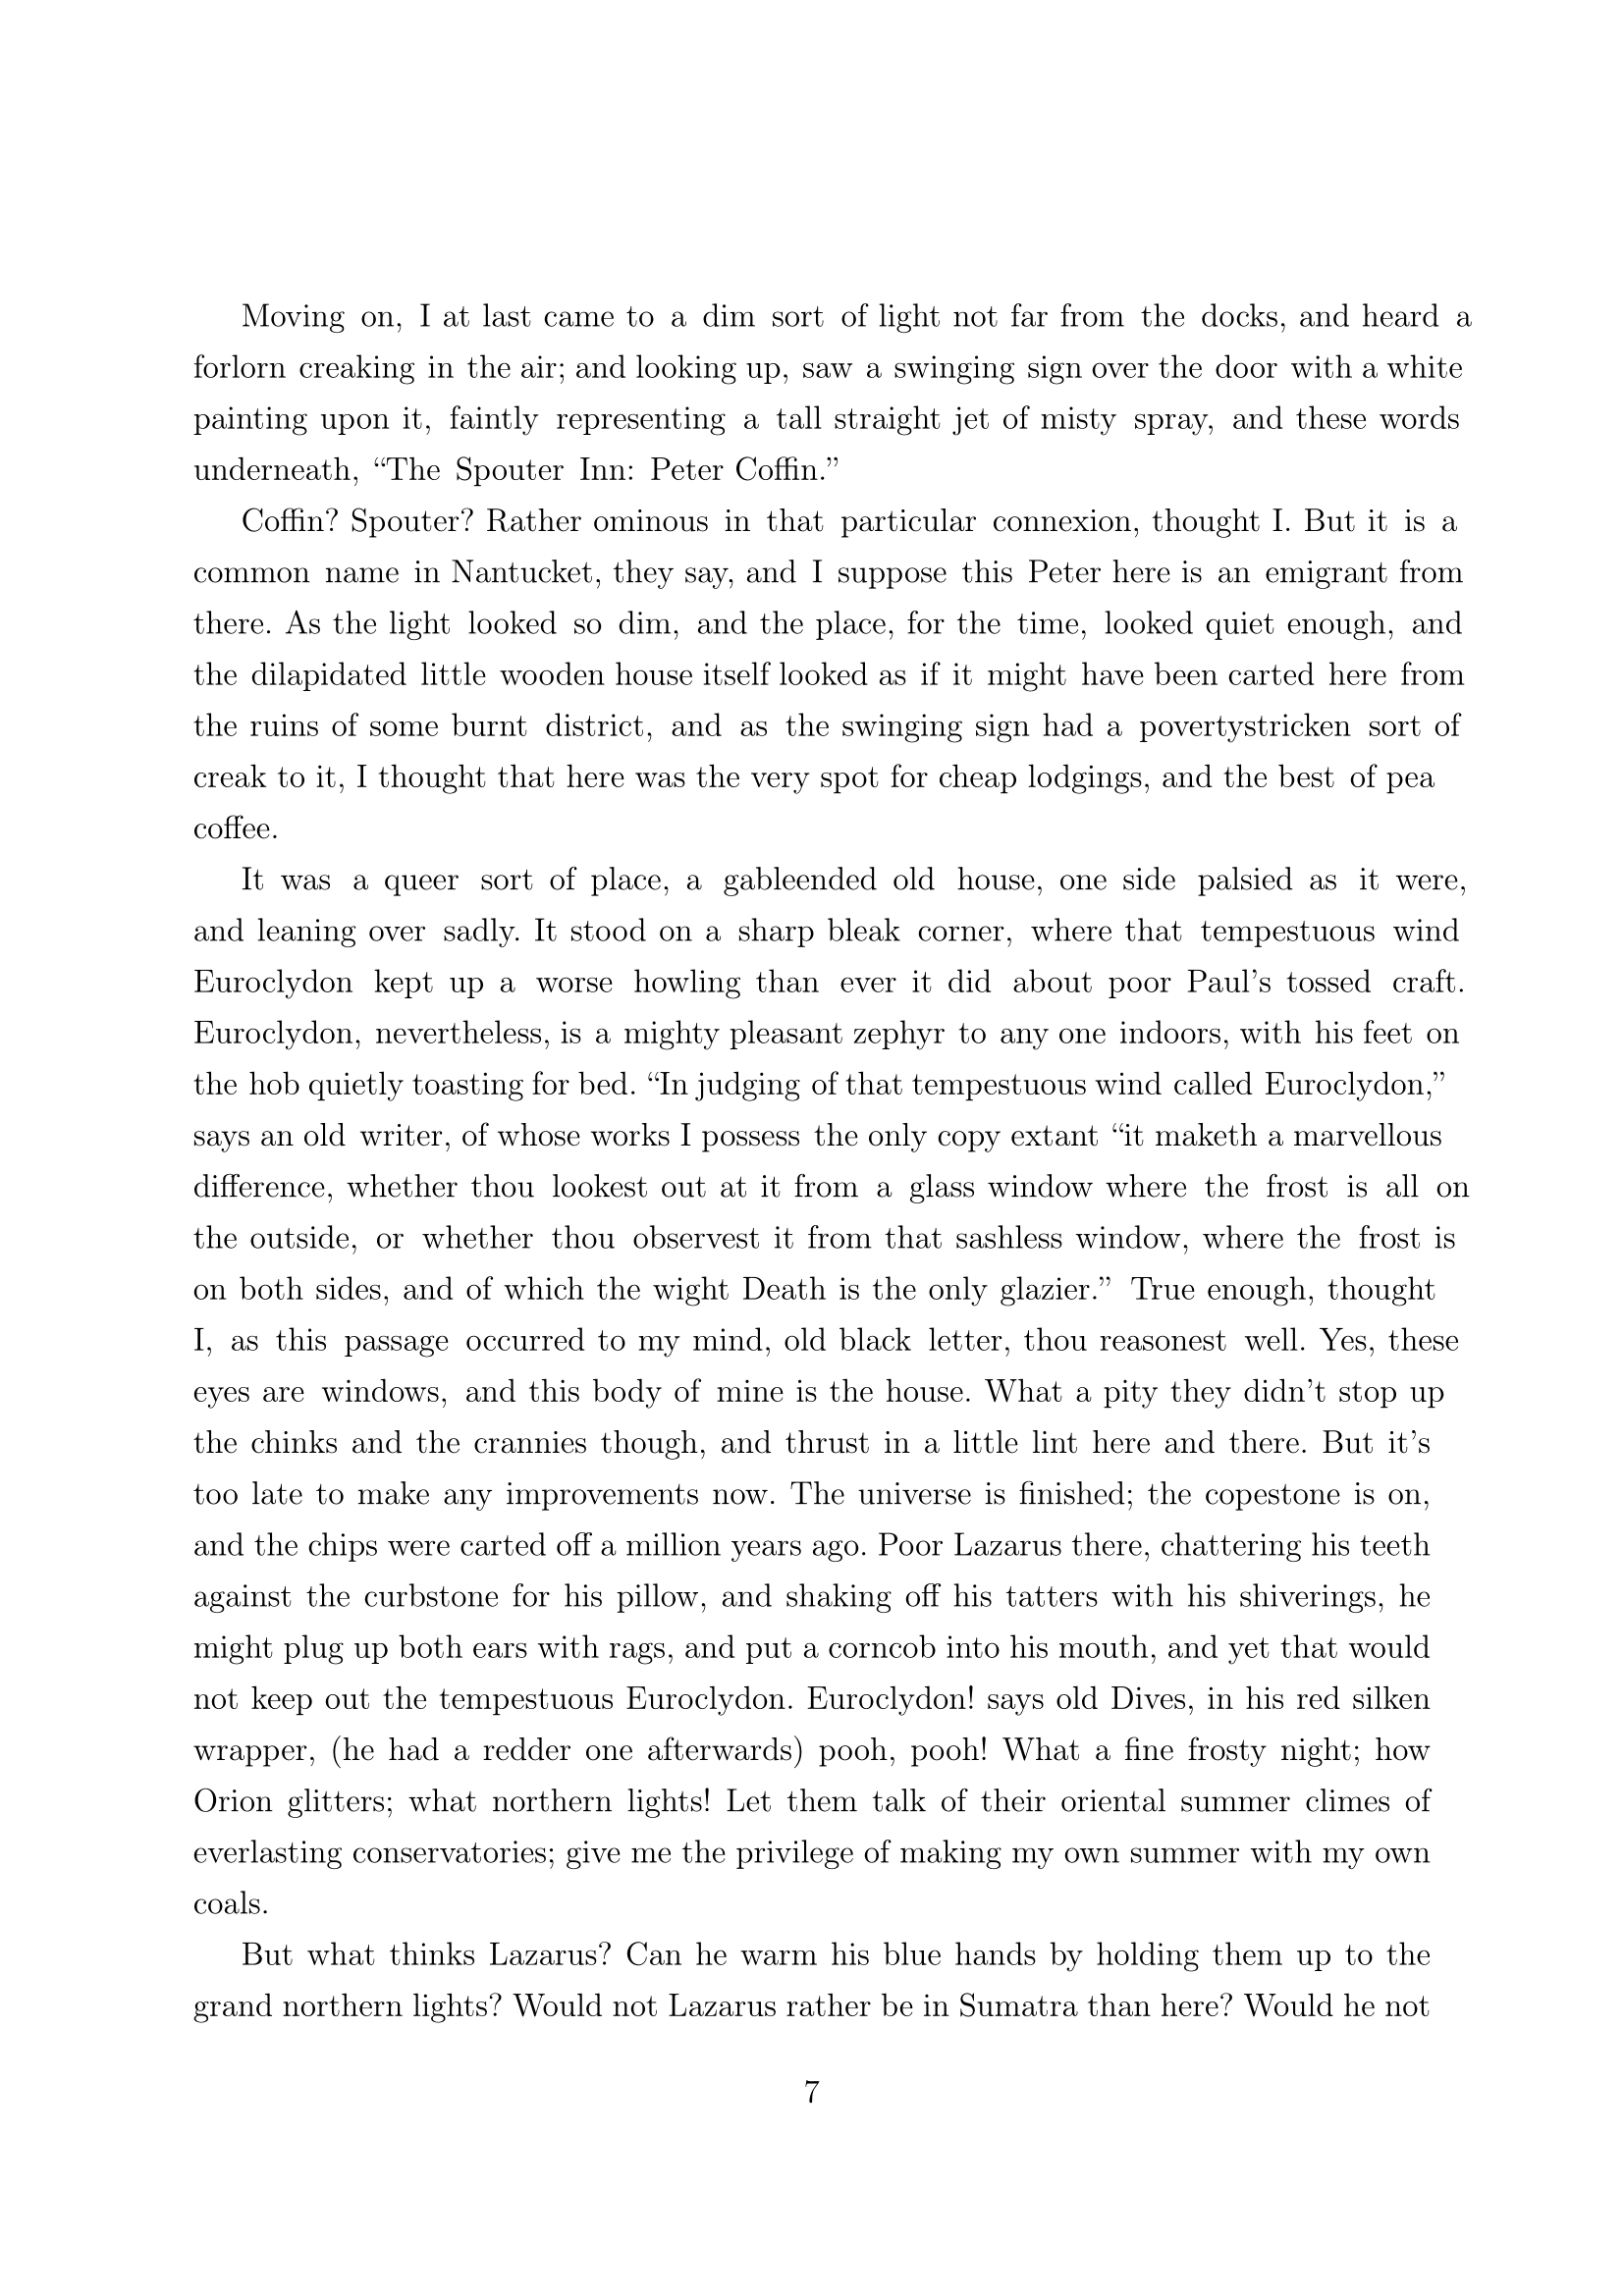 Moving on, I at last came to a dim sort of light not far from the docks, and heard a
forlorn creaking in the air; and looking up, saw a swinging sign over the door with a white
painting upon it, faintly representing a tall straight jet of misty spray, and these words
underneath, “The Spouter Inn: Peter Coffin.”
Coffin? Spouter? Rather ominous in that particular connexion, thought I. But it is a
common name in Nantucket, they say, and I suppose this Peter here is an emigrant from
there. As the light looked so dim, and the place, for the time, looked quiet enough, and
the dilapidated little wooden house itself looked as if it might have been carted here from
the ruins of some burnt district, and as the swinging sign had a povertystricken sort of
creak to it, I thought that here was the very spot for cheap lodgings, and the best of pea
coffee.
It was a queer sort of place, a gableended old house, one side palsied as it were,
and leaning over sadly. It stood on a sharp bleak corner, where that tempestuous wind
Euroclydon kept up a worse howling than ever it did about poor Paul’s tossed craft.
Euroclydon, nevertheless, is a mighty pleasant zephyr to any one indoors, with his feet on
the hob quietly toasting for bed. “In judging of that tempestuous wind called Euroclydon,”
says an old writer, of whose works I possess the only copy extant “it maketh a marvellous
difference, whether thou lookest out at it from a glass window where the frost is all on
the outside, or whether thou observest it from that sashless window, where the frost is
on both sides, and of which the wight Death is the only glazier.” True enough, thought
I, as this passage occurred to my mind, old black letter, thou reasonest well. Yes, these
eyes are windows, and this body of mine is the house. What a pity they didn’t stop up
the chinks and the crannies though, and thrust in a little lint here and there. But it’s
too late to make any improvements now. The universe is finished; the copestone is on,
and the chips were carted off a million years ago. Poor Lazarus there, chattering his teeth
against the curbstone for his pillow, and shaking off his tatters with his shiverings, he
might plug up both ears with rags, and put a corncob into his mouth, and yet that would
not keep out the tempestuous Euroclydon. Euroclydon! says old Dives, in his red silken
wrapper, (he had a redder one afterwards) pooh, pooh! What a fine frosty night; how
Orion glitters; what northern lights! Let them talk of their oriental summer climes of
everlasting conservatories; give me the privilege of making my own summer with my own
coals.
But what thinks Lazarus? Can he warm his blue hands by holding them up to the
grand northern lights? Would not Lazarus rather be in Sumatra than here? Would he not
7